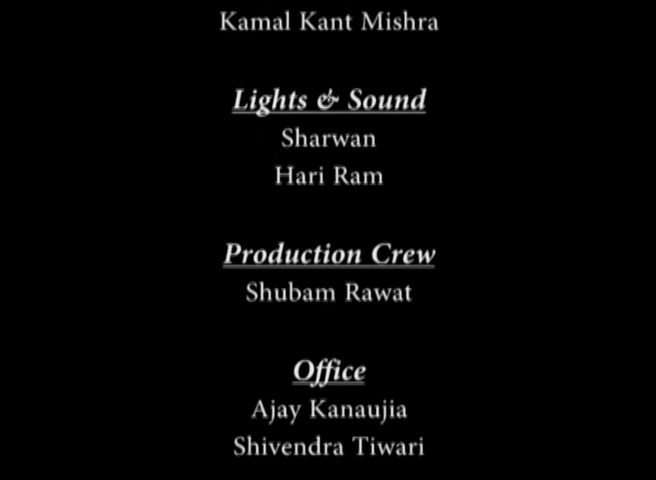 Kamal Kant Mishra
Lights & Sound
Sharwan
Hari Ram
Production Crew
Shubam Rawat
Office
Ajay Kanaujia
Shivendra Tiwari